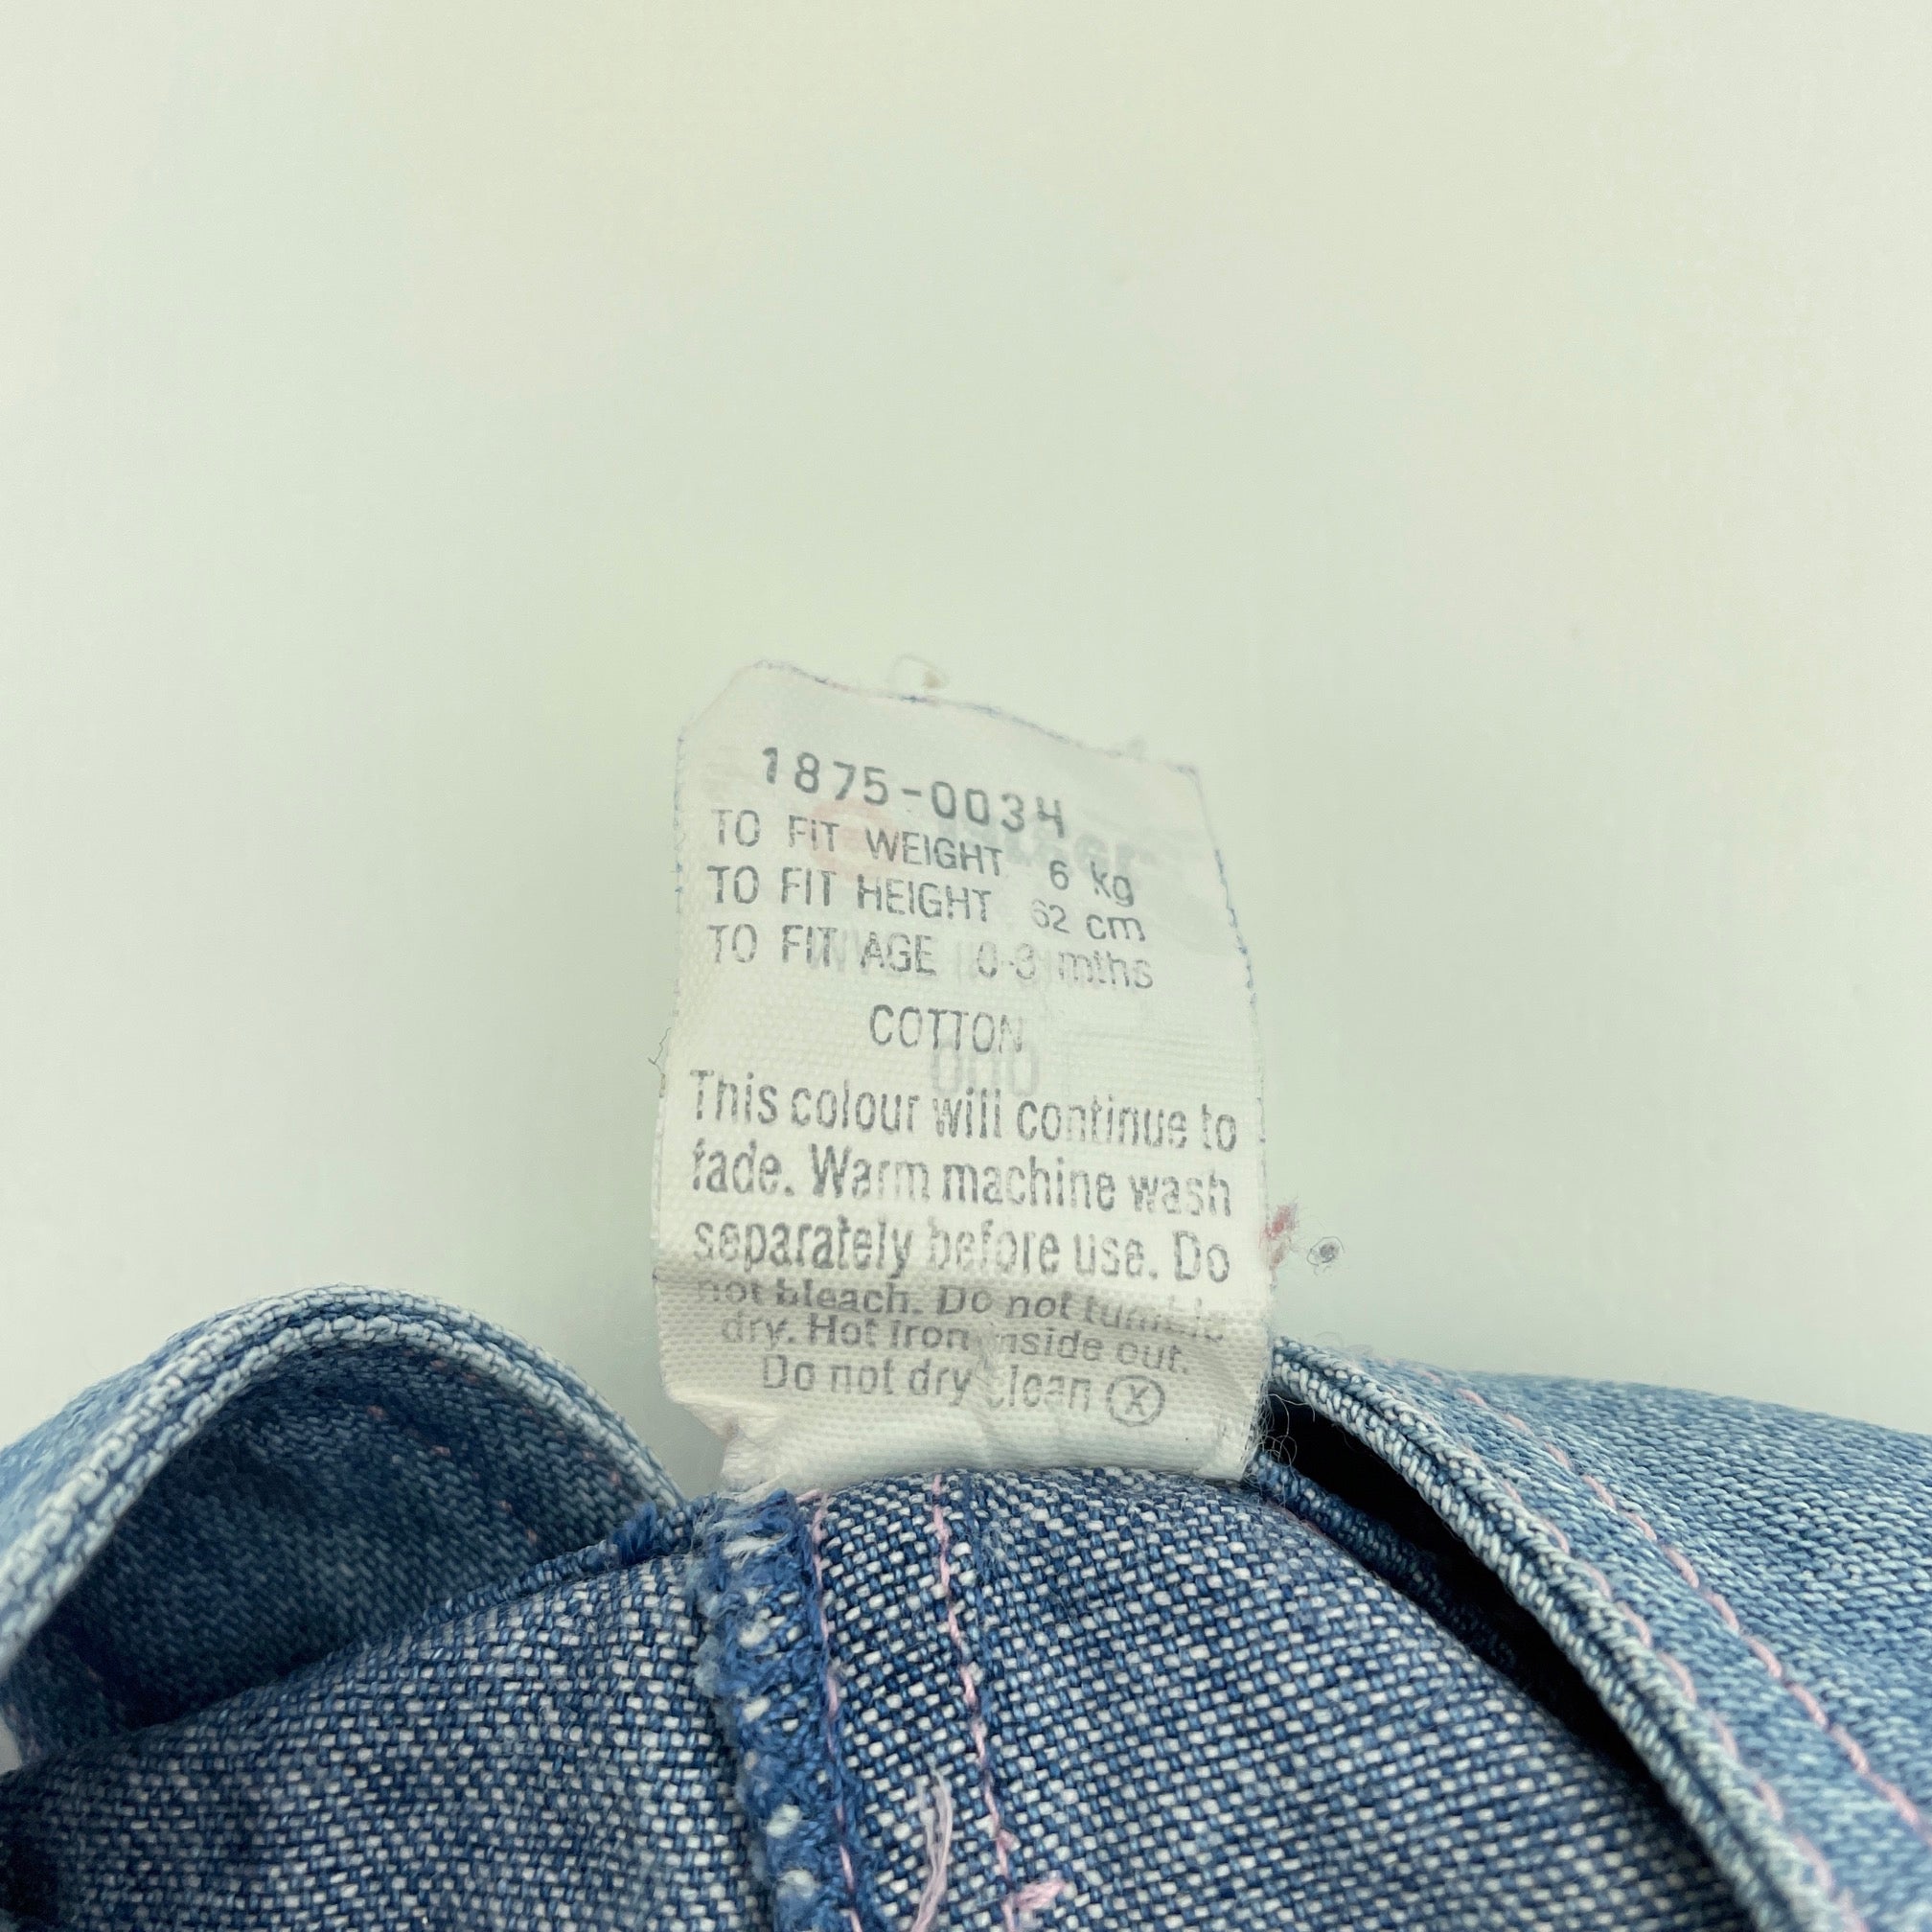 1875-0034
TO FIT WEIGHT 6 kg
TO FIT HEIGHT 62 cm
TO FIT AGE 0-3 mths
COTTON
This colour will continue to
fade. Warm machine wash
separately before use. Do
not bleach. Do not tumble
dry. Hot iron inside out.
Do not dry clean Ⓧ